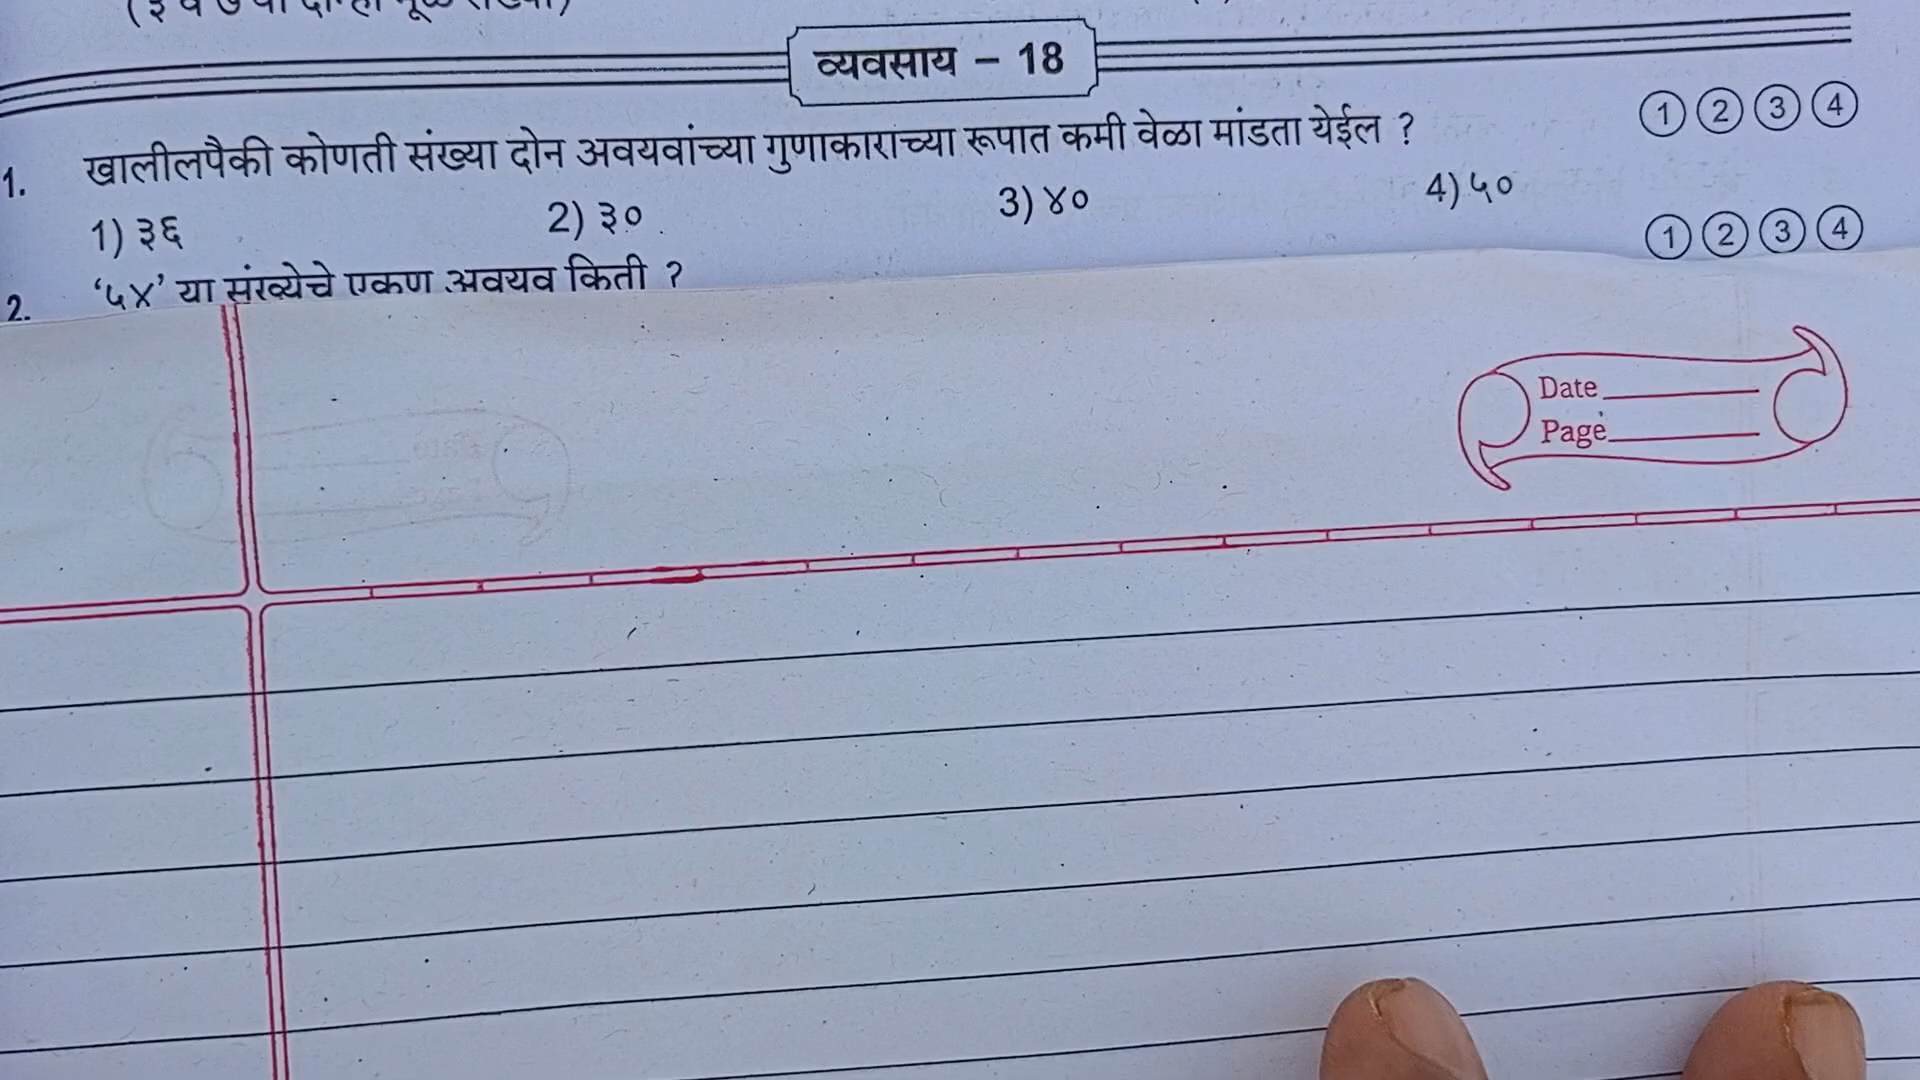 व्यवसाय – 18
1. खालीलपैकी कोणती संख्या दोन अवयवांच्या गुणाकाराच्या रूपात कमी वेळा मांडता येईल ? ① ② ③ ④
1) ३६ 2) ३० 3) ४० 4) ५०
2. ‘५४’ या संख्येचे एकूण अवयव किती ? ① ② ③ ④
Date
Page